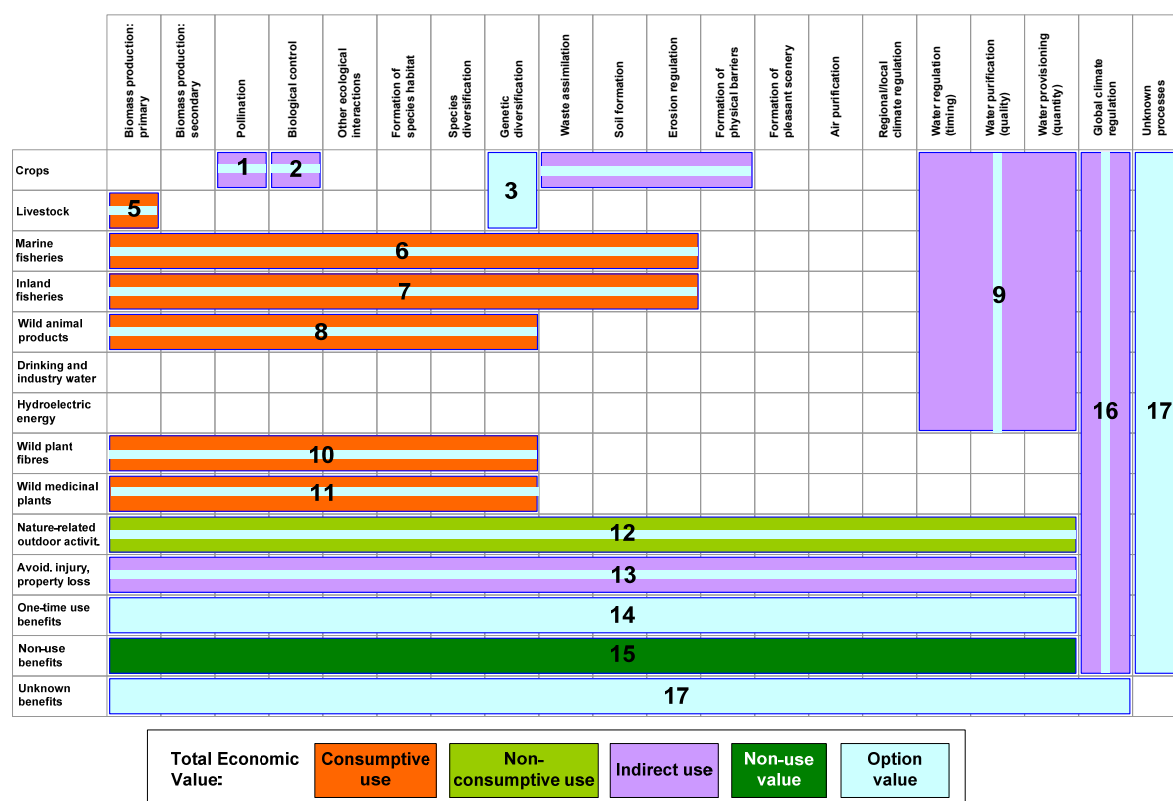 Biomass production:
primary
Biomass production:
secondary
Pollination
Biological control
Other ecological
interactions
Formation of
species habitat
Species
diversification
Genetic
diversification
Waste assimilation
Soil formation
Erosion regulation
Formation of
physical barriers
Formation of
pleasant scenery
Air purification
Regional/local
climate regulation
Water regulation
(timing)
Water purification
(quality)
Water provisioning
(quantity)
Global climate
regulation
Unknown
processes
Crops
1
2
3
Livestock
5
Marine
fisheries
6
Inland
fisheries
7
9
Wild animal
products
8
Drinking and
industry water
Hydroelectric
energy
16
17
Wild plant
fibres
10
Wild medicinal
plants
11
Nature-related
outdoor activit.
12
Avoid. injury,
property loss
13
One-time use
benefits
14
Non-use
benefits
15
Unknown
benefits
17
Total Economic
Value:
Consumptive
use
Non-
consumptive use
Indirect use
Non-use
value
Option
value